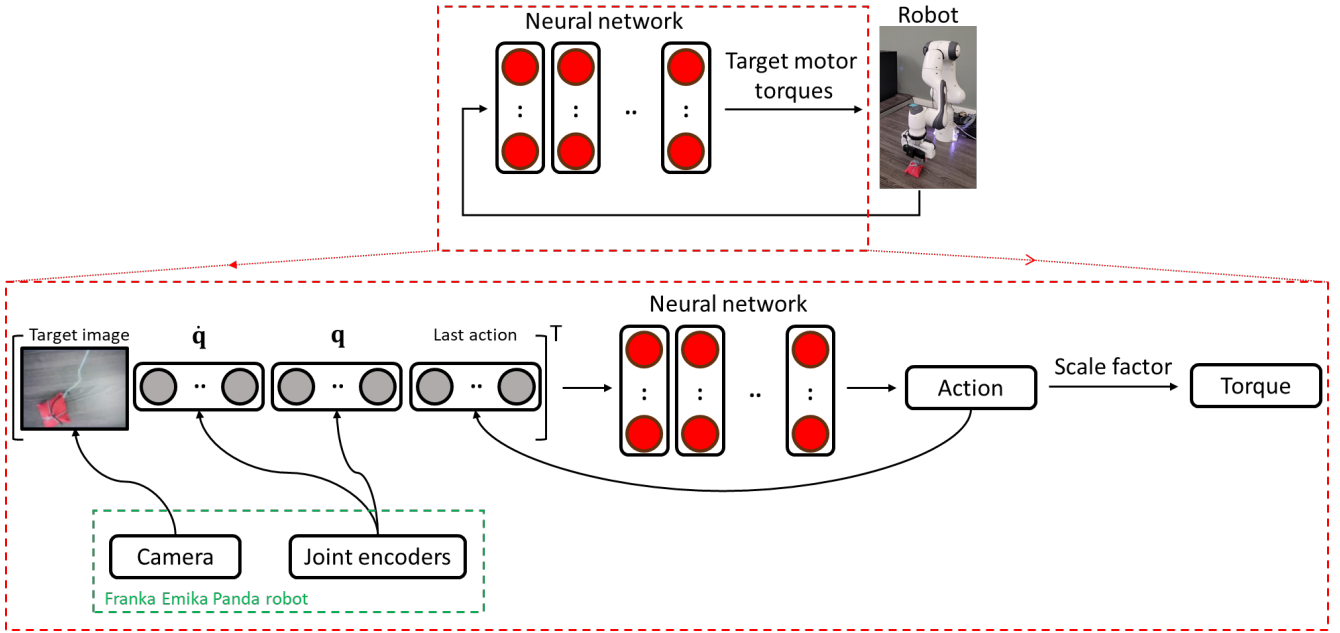 Neural network
Robot
Target motor
torques
:
:
..
:
Neural network
Target image
q̇
q
Last action
T
..
..
..
:
:
..
:
Action
Scale factor
Torque
Camera
Joint encoders
Franka Emika Panda robot